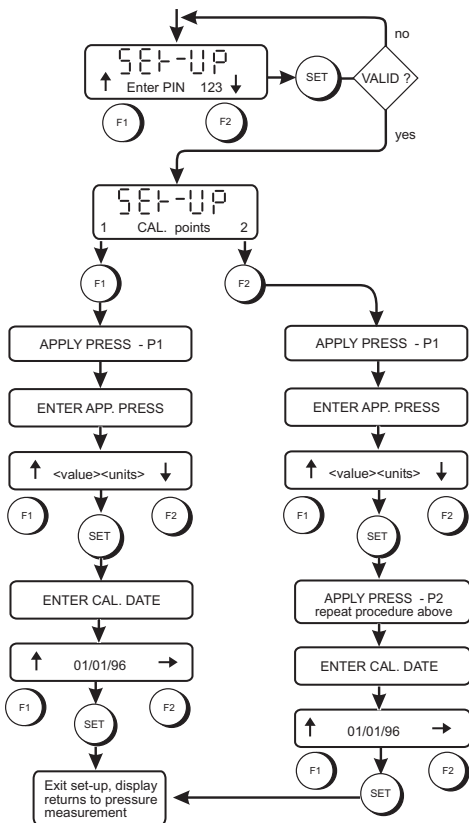 no
SEt-UP
Enter PIN 123
SET
VALID ?
F1
F2
yes
SEt-UP
1 CAL. points 2
F1
F2
APPLY PRESS - P1
ENTER APP. PRESS
<value><units>
F1
F2
SET
ENTER CAL. DATE
01/01/96
F1
F2
SET
Exit set-up, display
returns to pressure
measurement
APPLY PRESS - P1
ENTER APP. PRESS
<value><units>
F1
F2
SET
APPLY PRESS - P2
repeat procedure above
ENTER CAL. DATE
01/01/96
F1
F2
SET